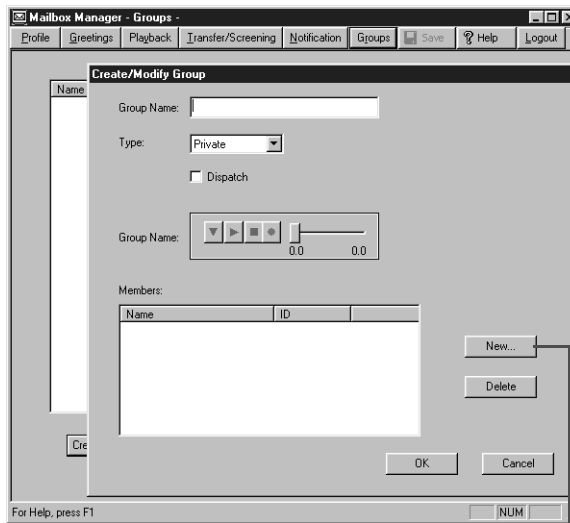 Mailbox Manager - Groups -
Profile Greetings Playback Transfer/Screening Notification Groups Save Help Logout
Create/Modify Group
Name
Group Name:
Type: Private
Dispatch
Group Name:
0.0 0.0
Members:
Name ID
New...
Delete
Cre
OK Cancel
For Help, press F1 NUM